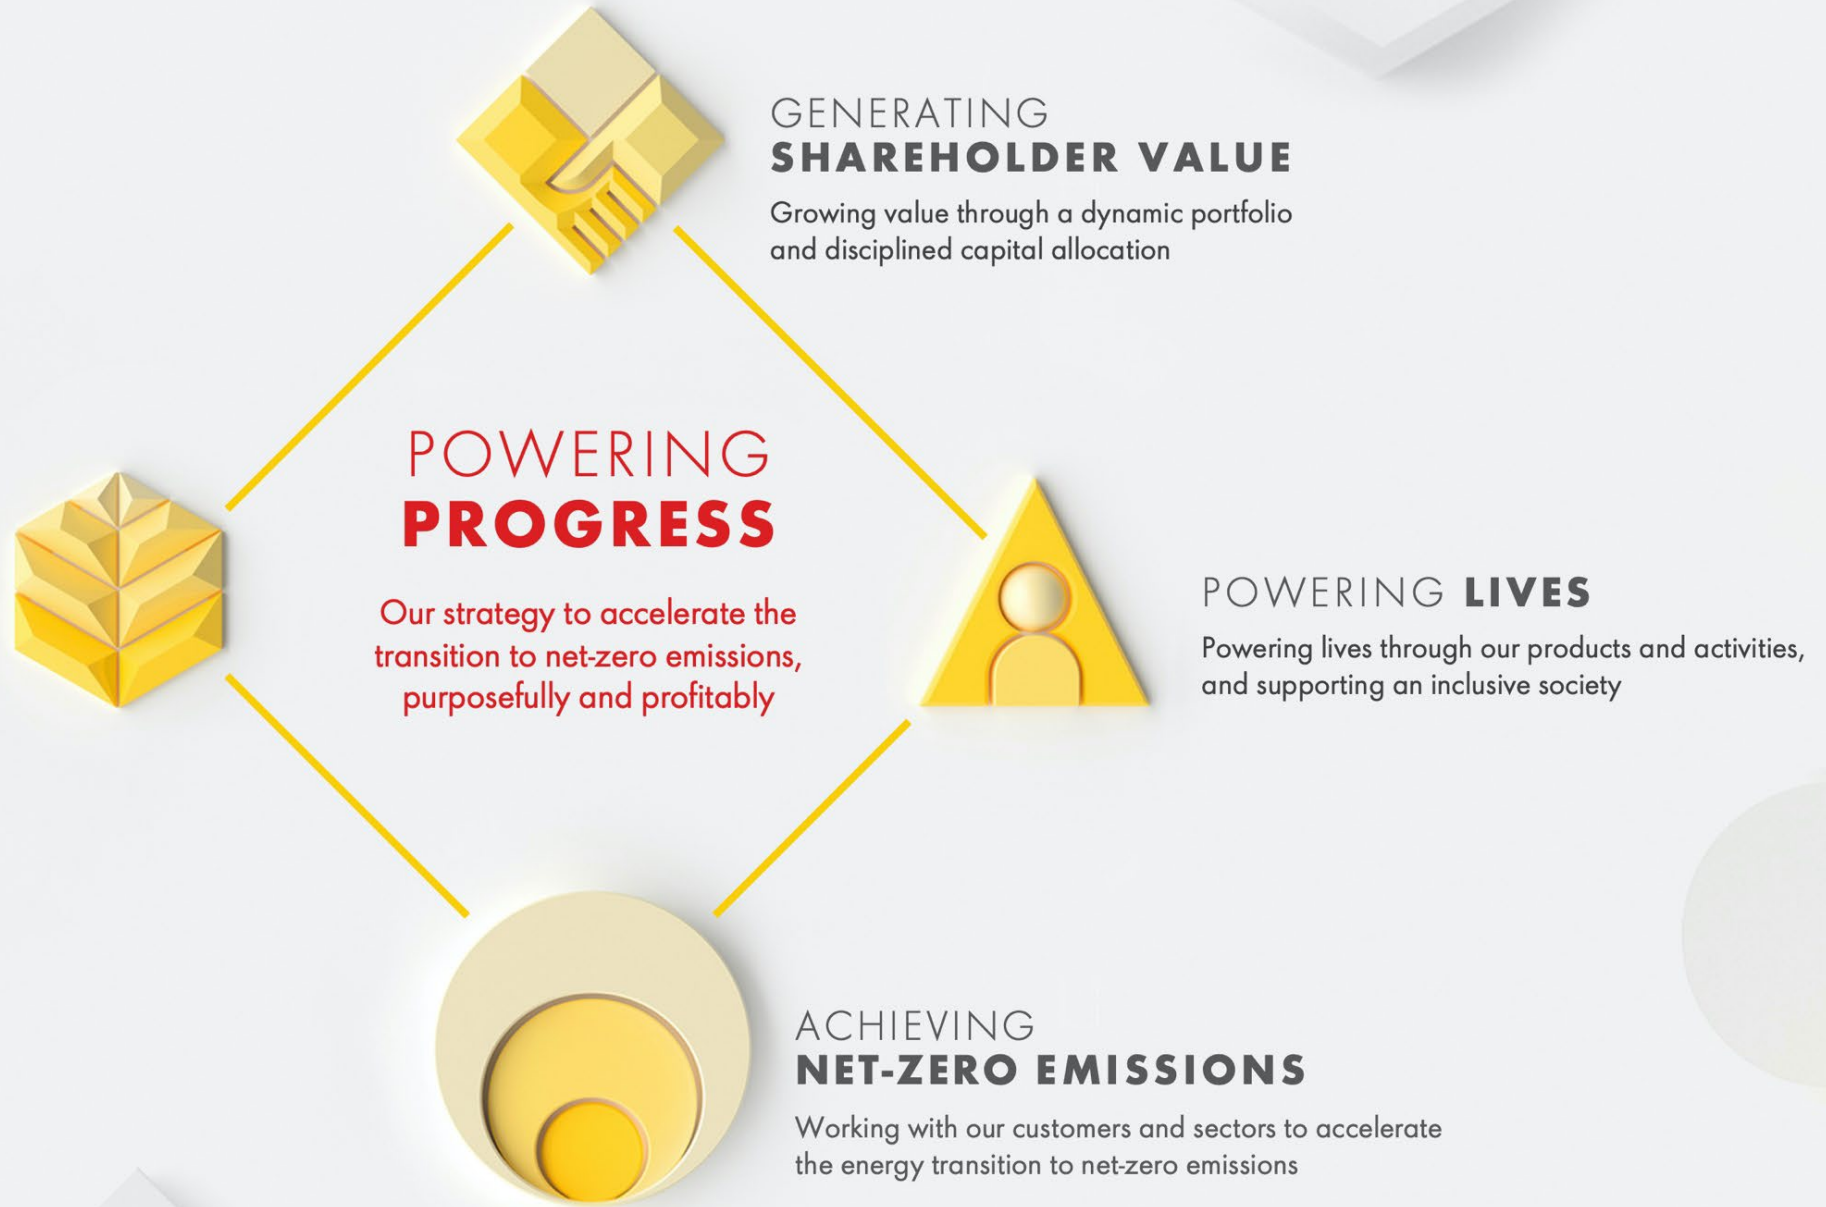 GENERATING
SHAREHOLDER VALUE
Growing value through a dynamic portfolio
and disciplined capital allocation
POWERING
PROGRESS
Our strategy to accelerate the
transition to net-zero emissions,
purposefully and profitably
POWERING LIVES
Powering lives through our products and activities,
and supporting an inclusive society
ACHIEVING
NET-ZERO EMISSIONS
Working with our customers and sectors to accelerate
the energy transition to net-zero emissions